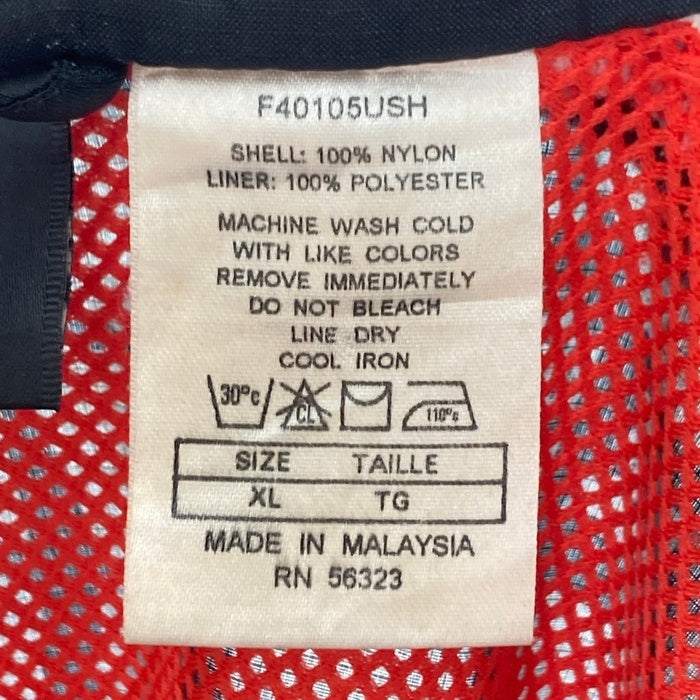 F40105USH
SHELL: 100% NYLON
LINER: 100% POLYESTER
MACHINE WASH COLD
WITH LIKE COLORS
REMOVE IMMEDIATELY
DO NOT BLEACH
LINE DRY
COOL IRON
30°c CL 110°c
SIZE TAILLE
XL TG
MADE IN MALAYSIA
RN 56323